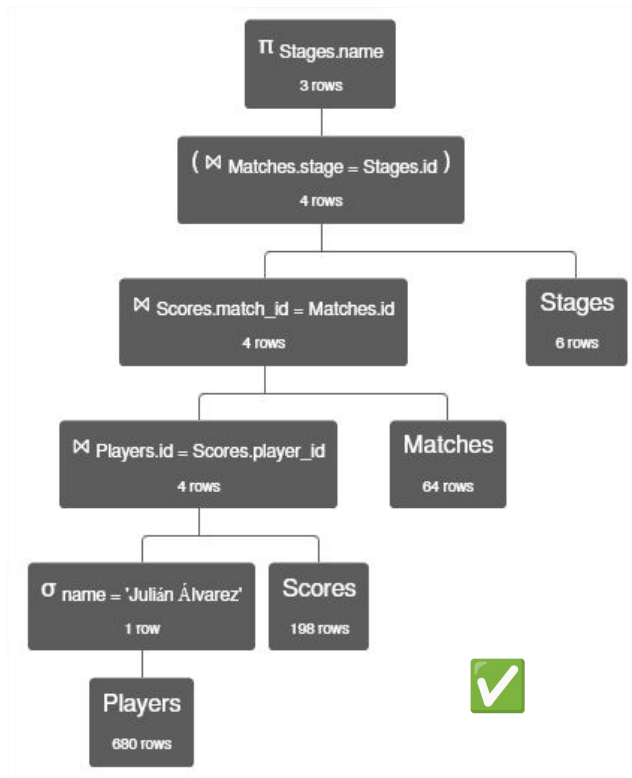 π Stages.name
3 rows
( ⋈ Matches.stage = Stages.id )
4 rows
⋈ Scores.match_id = Matches.id
4 rows
Stages
6 rows
⋈ Players.id = Scores.player_id
4 rows
Matches
64 rows
σ name = 'Julián Álvarez'
1 row
Scores
198 rows
Players
680 rows